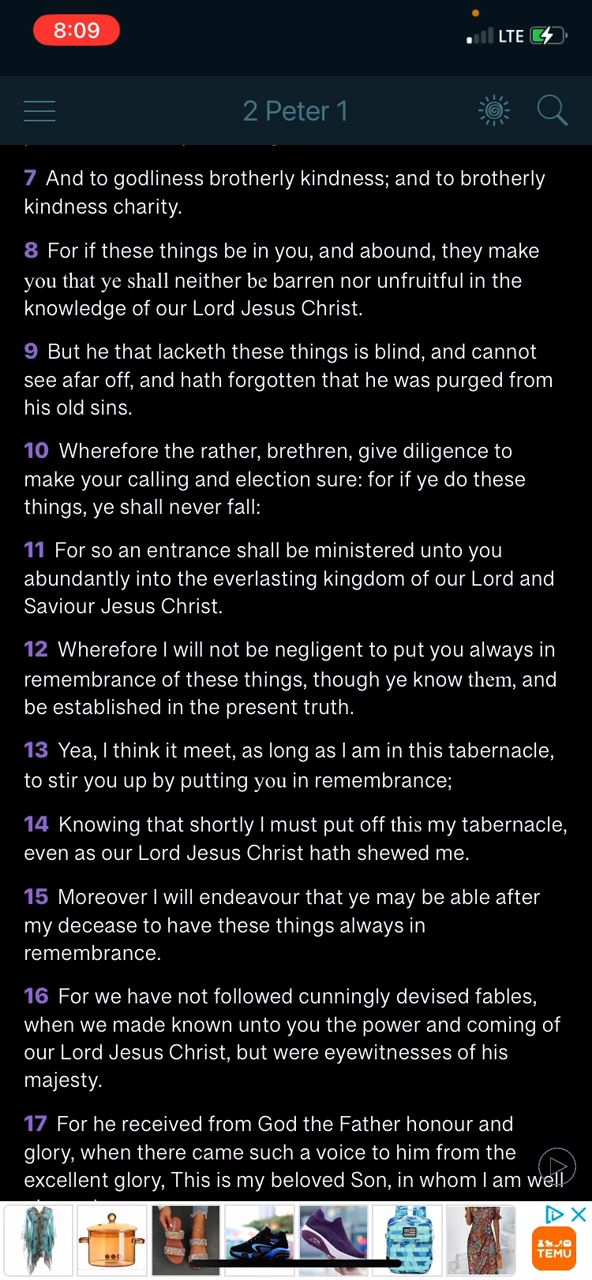 8:09
LTE
2 Peter 1
7 And to godliness brotherly kindness; and to brotherly
kindness charity.
8 For if these things be in you, and abound, they make
you that ye shall neither be barren nor unfruitful in the
knowledge of our Lord Jesus Christ.
9 But he that lacketh these things is blind, and cannot
see afar off, and hath forgotten that he was purged from
his old sins.
10 Wherefore the rather, brethren, give diligence to
make your calling and election sure: for if ye do these
things, ye shall never fall:
11 For so an entrance shall be ministered unto you
abundantly into the everlasting kingdom of our Lord and
Saviour Jesus Christ.
12 Wherefore I will not be negligent to put you always in
remembrance of these things, though ye know them, and
be established in the present truth.
13 Yea, I think it meet, as long as I am in this tabernacle,
to stir you up by putting you in remembrance;
14 Knowing that shortly I must put off this my tabernacle,
even as our Lord Jesus Christ hath shewed me.
15 Moreover I will endeavour that ye may be able after
my decease to have these things always in
remembrance.
16 For we have not followed cunningly devised fables,
when we made known unto you the power and coming of
our Lord Jesus Christ, but were eyewitnesses of his
majesty.
17 For he received from God the Father honour and
glory, when there came such a voice to him from the
excellent glory, This is my beloved Son, in whom I am well
TEMU